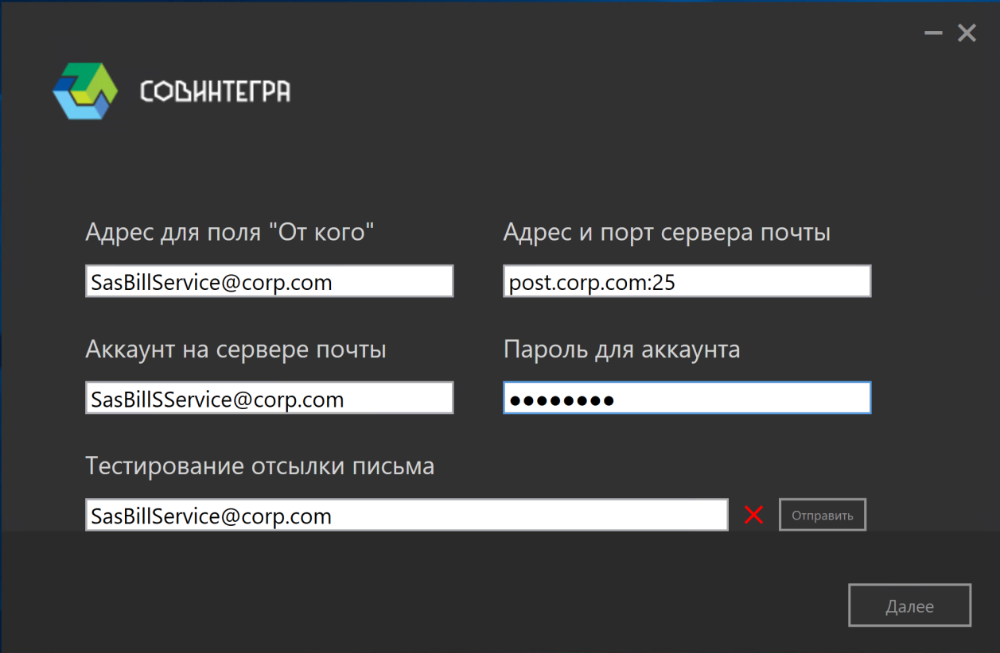 СОВИНТЕГРА
Адрес для поля "От кого"
Адрес и порт сервера почты
SasBillService@corp.com
post.corp.com:25
Аккаунт на сервере почты
Пароль для аккаунта
SasBillSService@corp.com
●●●●●●●●
Тестирование отсылки письма
SasBillService@corp.com
Отправить
Далее